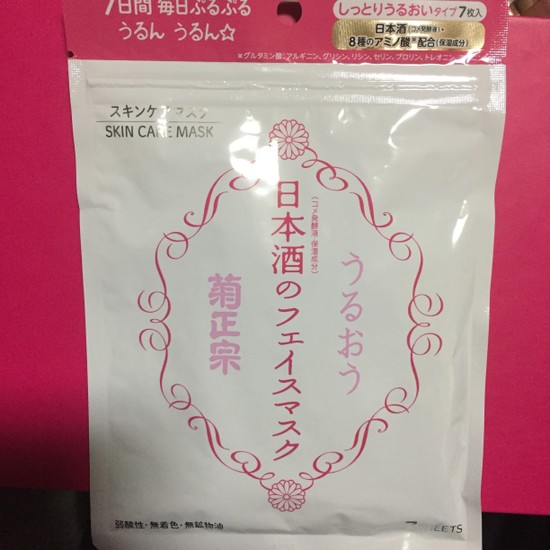 7日間 毎日ぷるぷる
うるん うるん☆
しっとりうるおいタイプ 7枚入
日本酒(コメ発酵液)・
8種のアミノ酸※配合(保湿成分)
※グルタミン酸、アルギニン、グリシン、リシン、セリン、プロリン、トレオニン
スキンケアマスク
SKIN CARE MASK
うるおう
(コメ発酵液 保湿成分)
日本酒のフェイスマスク
菊正宗
弱酸性・無着色・無鉱物油
7 SHEETS